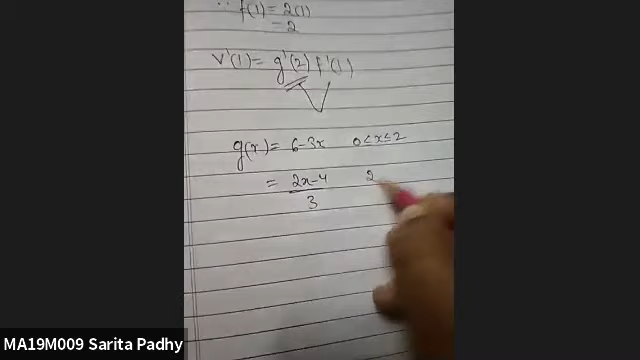 ∵ f(1) = 2(1)
= 2
v'(1) = g'(2) f'(1)
g(x) = 6-3x 0<x≤2
= 2x-4 2
3
MA19M009 Sarita Padhy